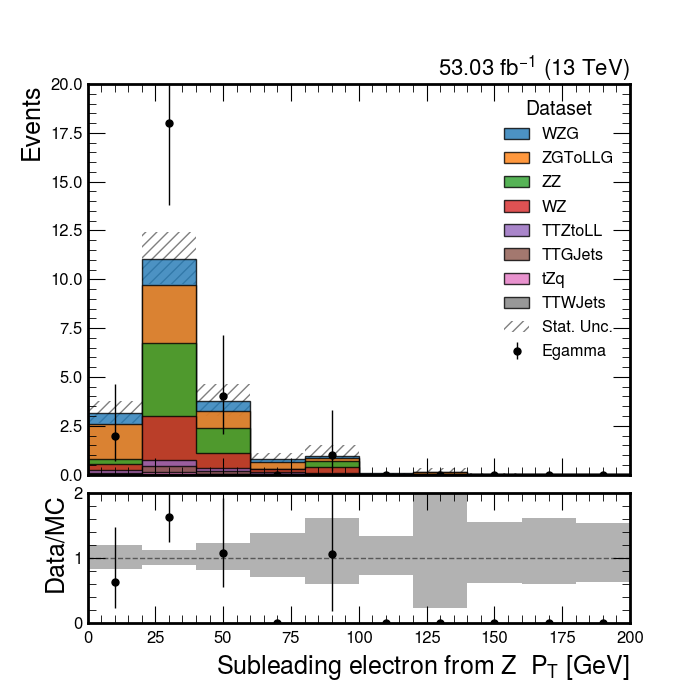 53.03 fb⁻¹ (13 TeV)
Events
20.0
17.5
15.0
12.5
10.0
7.5
5.0
2.5
0.0
Dataset
WZG
ZGToLLG
ZZ
WZ
TTZtoLL
TTGJets
tZq
TTWJets
Stat. Unc.
Egamma
Data/MC
2
1
0
0 25 50 75 100 125 150 175 200
Subleading electron from Z P_T [GeV]